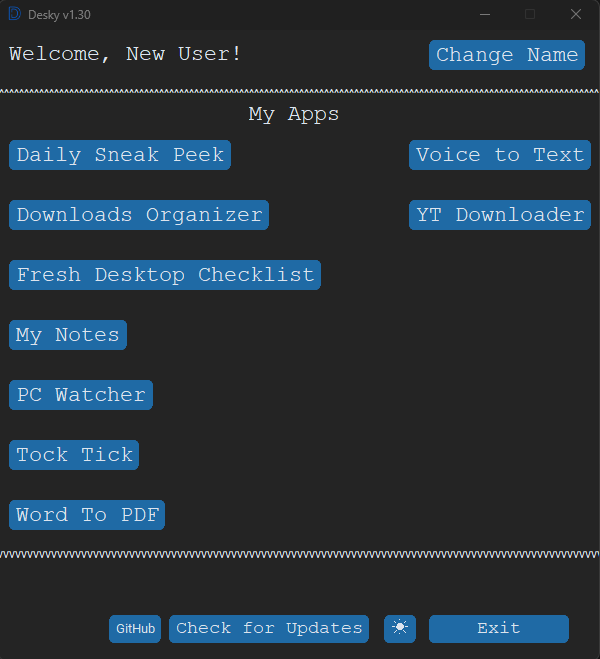 Desky v1.30
Welcome, New User! Change Name
My Apps
Daily Sneak Peek Voice to Text
Downloads Organizer YT Downloader
Fresh Desktop Checklist
My Notes
PC Watcher
Tock Tick
Word To PDF
GitHub Check for Updates Exit